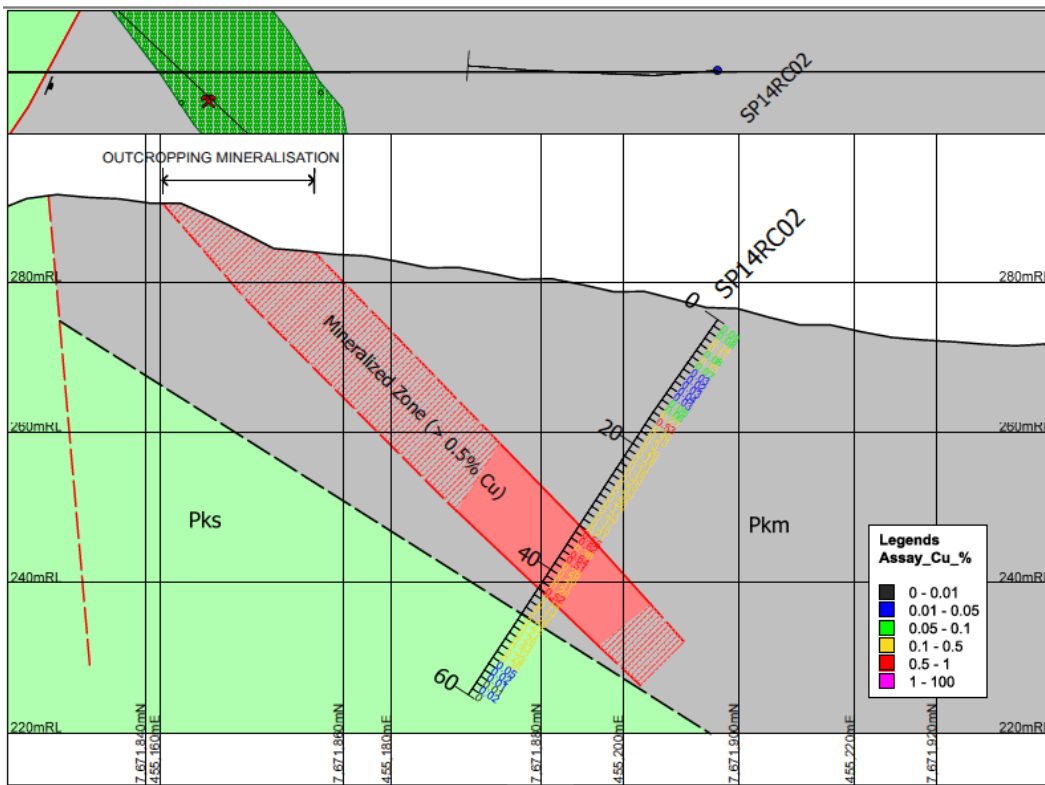 SP14RC02
OUTCROPPING MINERALISATION
SP14RC02
0
280mRL
280mRL
Mineralized Zone (> 0.5% Cu)
20
260mRL
260mRL
Pks
Pkm
40
240mRL
240mRL
60
220mRL
220mRL
Legends
Assay_Cu_%
0 - 0.01
0.01 - 0.05
0.05 - 0.1
0.1 - 0.5
0.5 - 1
1 - 100
7,671,840mN
455,160mE
7,671,860mN
455,180mE
7,671,880mN
455,200mE
7,671,900mN
455,220mE
7,671,920mN